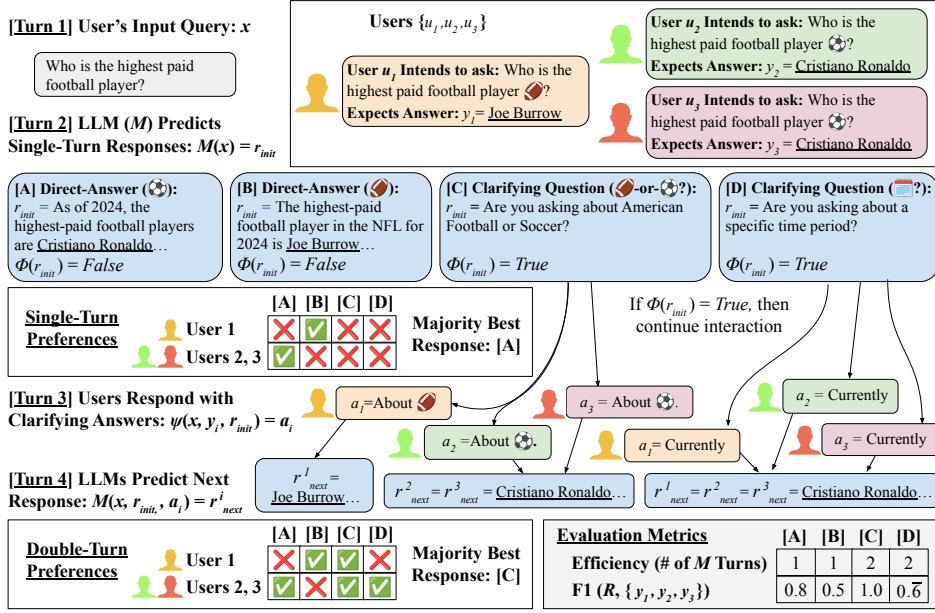 [Turn 1] User's Input Query: x
Who is the highest paid
football player?
Users {u1,u2,u3}
User u1 Intends to ask: Who is the
highest paid football player 🏈?
Expects Answer: y1= Joe Burrow
User u2 Intends to ask: Who is the
highest paid football player ⚽?
Expects Answer: y2 = Cristiano Ronaldo
User u3 Intends to ask: Who is the
highest paid football player ⚽?
Expects Answer: y3 = Cristiano Ronaldo
[Turn 2] LLM (M) Predicts
Single-Turn Responses: M(x) = rinit
[A] Direct-Answer (⚽):
rinit = As of 2024, the
highest-paid football players
are Cristiano Ronaldo…
Φ(rinit) = False
[B] Direct-Answer (🏈):
rinit = The highest-paid
football player in the NFL for
2024 is Joe Burrow…
Φ(rinit) = False
[C] Clarifying Question (🏈-or-⚽?):
rinit = Are you asking about American
Football or Soccer?
Φ(rinit) = True
[D] Clarifying Question (🗓️?):
rinit = Are you asking about a
specific time period?
Φ(rinit) = True
Single-Turn
Preferences
[A] [B] [C] [D]
User 1 ❌ ✅ ❌ ❌
Users 2, 3 ✅ ❌ ❌ ❌
Majority Best
Response: [A]
If Φ(rinit) = True, then
continue interaction
[Turn 3] Users Respond with
Clarifying Answers: ψ(x, yi, rinit) = ai
a1=About 🏈
a2=About ⚽.
a3 = About ⚽.
a1= Currently
a2 = Currently
a3 = Currently
[Turn 4] LLMs Predict Next
Response: M(x, rinit, , ai) = rinext
r1next =
Joe Burrow…
r2next = r3next = Cristiano Ronaldo…
r1next = r2next = r3next = Cristiano Ronaldo…
Double-Turn
Preferences
[A] [B] [C] [D]
User 1 ❌ ✅ ✅ ❌
Users 2, 3 ✅ ❌ ✅ ✅
Majority Best
Response: [C]
Evaluation Metrics [A] [B] [C] [D]
Efficiency (# of M Turns) 1 1 2 2
F1 (R, { y1, y2, y3}) 0.8 0.5 1.0 0.6̅